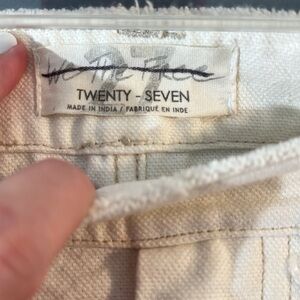 We The Free
TWENTY - SEVEN
MADE IN INDIA / FABRIQUÉ EN INDE